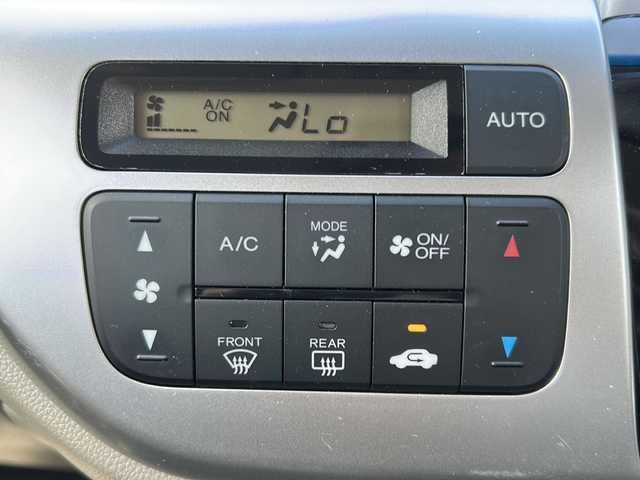 A/C
ON
Lo
AUTO
A/C
MODE
ON/
OFF
FRONT
REAR